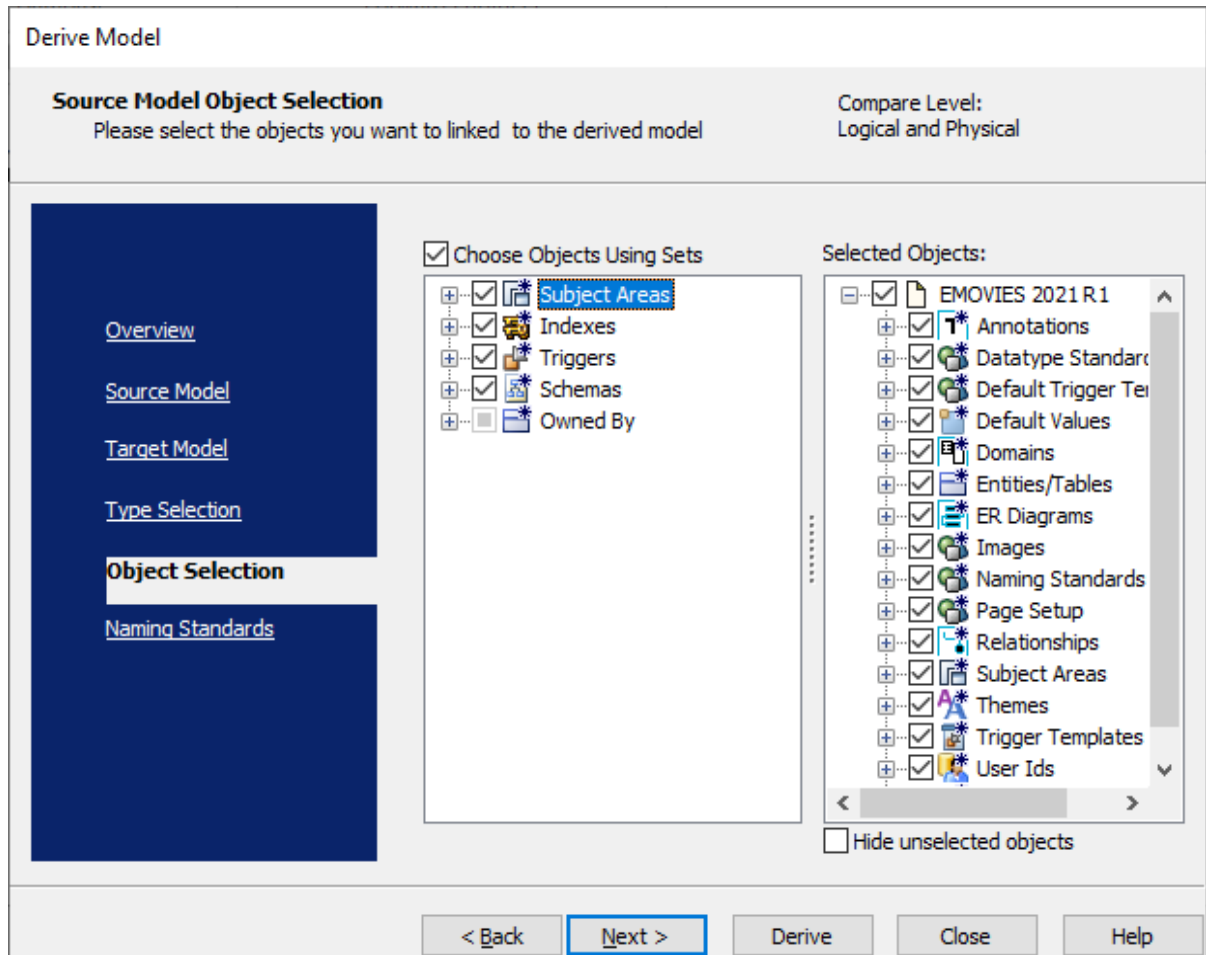 Derive Model
Source Model Object Selection
Please select the objects you want to linked to the derived model
Compare Level:
Logical and Physical
Overview
Source Model
Target Model
Type Selection
Object Selection
Naming Standards
Choose Objects Using Sets
Subject Areas
Indexes
Triggers
Schemas
Owned By
Selected Objects:
EMOVIES 2021 R1
Annotations
Datatype Standard
Default Trigger Te
Default Values
Domains
Entities/Tables
ER Diagrams
Images
Naming Standards
Page Setup
Relationships
Subject Areas
Themes
Trigger Templates
User Ids
Hide unselected objects
< Back
Next >
Derive
Close
Help